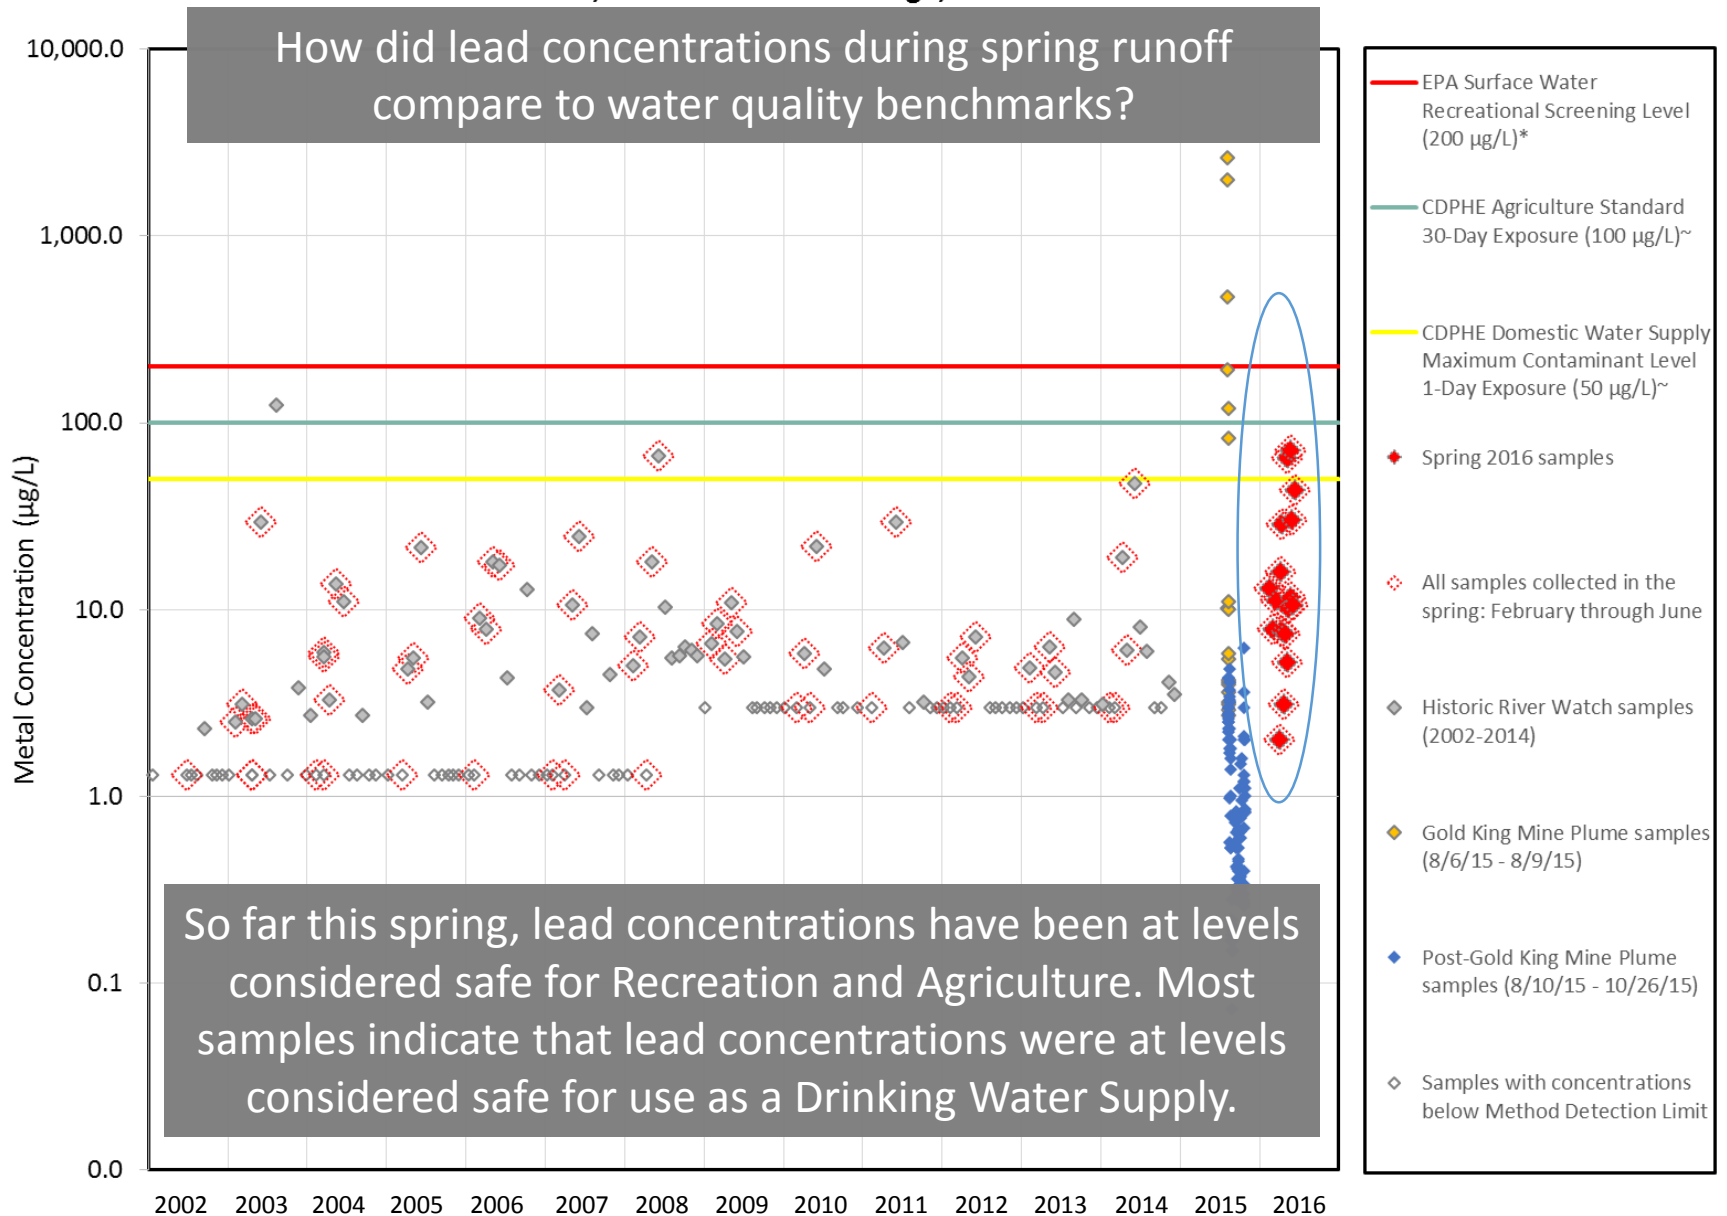 How did lead concentrations during spring runoff
compare to water quality benchmarks?
10,000.0
1,000.0
100.0
10.0
1.0
0.1
0.0
Metal Concentration (µg/L)
2002 2003 2004 2005 2006 2007 2008 2009 2010 2011 2012 2013 2014 2015 2016
So far this spring, lead concentrations have been at levels
considered safe for Recreation and Agriculture. Most
samples indicate that lead concentrations were at levels
considered safe for use as a Drinking Water Supply.
EPA Surface Water
Recreational Screening Level
(200 µg/L)*
CDPHE Agriculture Standard
30-Day Exposure (100 µg/L)~
CDPHE Domestic Water Supply
Maximum Contaminant Level
1-Day Exposure (50 µg/L)~
Spring 2016 samples
All samples collected in the
spring: February through June
Historic River Watch samples
(2002-2014)
Gold King Mine Plume samples
(8/6/15 - 8/9/15)
Post-Gold King Mine Plume
samples (8/10/15 - 10/26/15)
Samples with concentrations
below Method Detection Limit